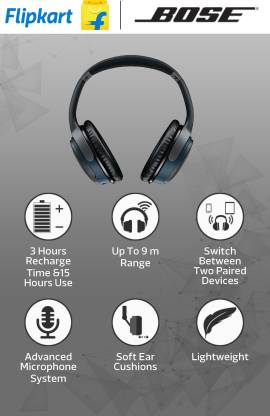 Flipkart
BOSE
3 Hours
Recharge
Time &15
Hours Use
Up To 9 m
Range
Switch
Between
Two Paired
Devices
Advanced
Microphone
System
Soft Ear
Cushions
Lightweight